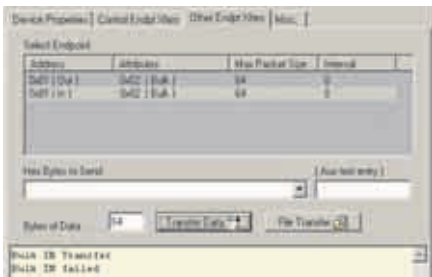 Device Properties Control Endpt Xfers Other Endpt Xfers Misc.
Select Endpoint
Address Attributes Max Packet Size Interval
0x01 ( Out ) 0x02 ( Bulk ) 64 0
( In ) 0x02 ( Bulk ) 64 0
Hex Bytes to Send (Aux text entry)
Bytes of Data 64 Transfer Data File Transfer
Bulk IN Transfer
Bulk IN failed